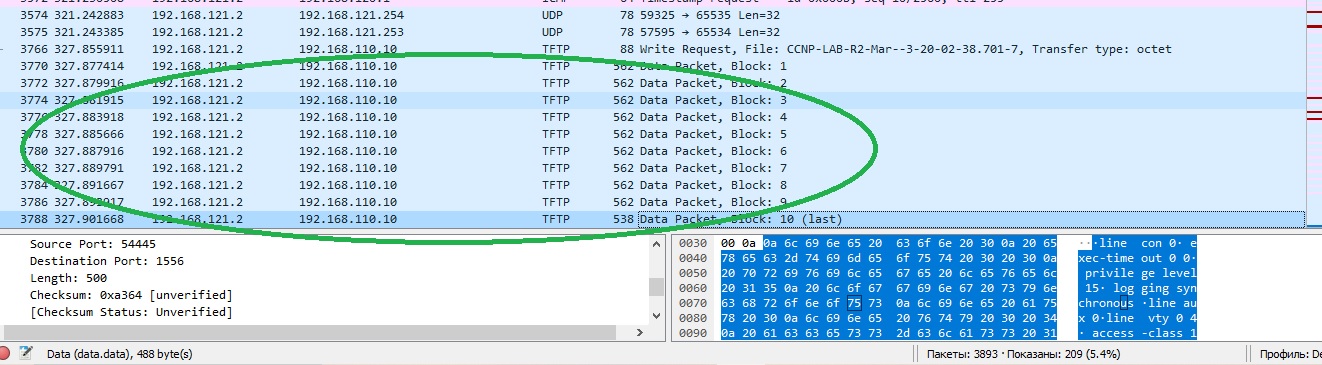 3574 321.242883 192.168.121.2 192.168.121.254 UDP 78 59325 → 65535 Len=32
3575 321.243385 192.168.121.2 192.168.121.253 UDP 78 57595 → 65534 Len=32
3766 327.855911 192.168.121.2 192.168.110.10 TFTP 88 Write Request, File: CCNP-LAB-R2-Mar--3-20-02-38.701-7, Transfer type: octet
3770 327.877414 192.168.121.2 192.168.110.10 TFTP 562 Data Packet, Block: 1
3772 327.879916 192.168.121.2 192.168.110.10 TFTP 562 Data Packet, Block: 2
3774 327.881915 192.168.121.2 192.168.110.10 TFTP 562 Data Packet, Block: 3
3776 327.883918 192.168.121.2 192.168.110.10 TFTP 562 Data Packet, Block: 4
3778 327.885666 192.168.121.2 192.168.110.10 TFTP 562 Data Packet, Block: 5
3780 327.887916 192.168.121.2 192.168.110.10 TFTP 562 Data Packet, Block: 6
3782 327.889791 192.168.121.2 192.168.110.10 TFTP 562 Data Packet, Block: 7
3784 327.891667 192.168.121.2 192.168.110.10 TFTP 562 Data Packet, Block: 8
3786 192.168.121.2 192.168.110.10 TFTP 562 Data Packet, Block: 9
3788 327.901668 192.168.121.2 192.168.110.10 TFTP 538 Data Packet, Block: 10 (last)
Source Port: 54445
Destination Port: 1556
Length: 500
Checksum: 0xa364 [unverified]
[Checksum Status: Unverified]
0030 00 0a 0a 6c 69 6e 65 20 63 6f 6e 20 30 0a 20 65 ···line con 0· e
0040 78 65 63 2d 74 69 6d 65 6f 75 74 20 30 20 30 0a xec-time out 0 0·
0050 20 70 72 69 76 69 6c 65 67 65 20 6c 65 76 65 6c privile ge level
0060 20 31 35 0a 20 6c 6f 67 67 69 6e 67 20 73 79 6e 15· log ging syn
0070 63 68 72 6f 6e 6f 75 73 0a 6c 69 6e 65 20 61 75 chronou ·line au
0080 78 20 30 0a 6c 69 6e 65 20 76 74 79 20 30 20 34 x 0·line vty 0 4
0090 0a 20 61 63 63 65 73 73 2d 63 6c 61 73 73 20 31 · access -class 1
Data (data.data), 488 byte(s) Пакеты: 3893 · Показаны: 209 (5.4%) Профиль: De